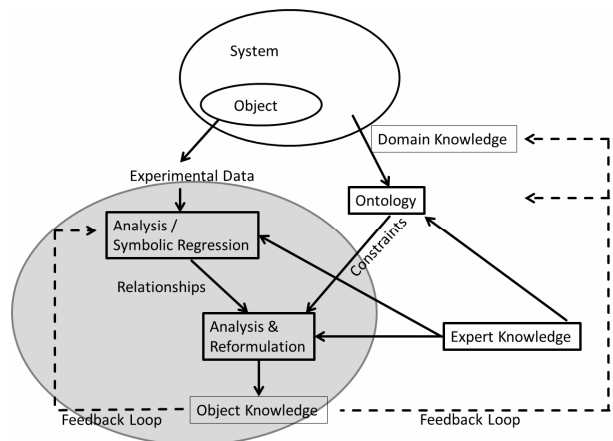 System
Object
Domain Knowledge
Experimental Data
Ontology
Analysis /
Symbolic Regression
Constraints
Relationships
Analysis &
Reformulation
Expert Knowledge
Object Knowledge
Feedback Loop
Feedback Loop